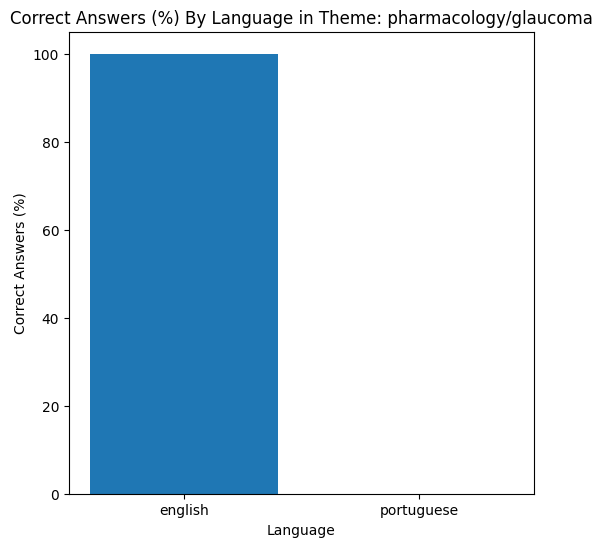 Correct Answers (%) By Language in Theme: pharmacology/glaucoma
100
80
60
40
20
0
Correct Answers (%)
english
portuguese
Language